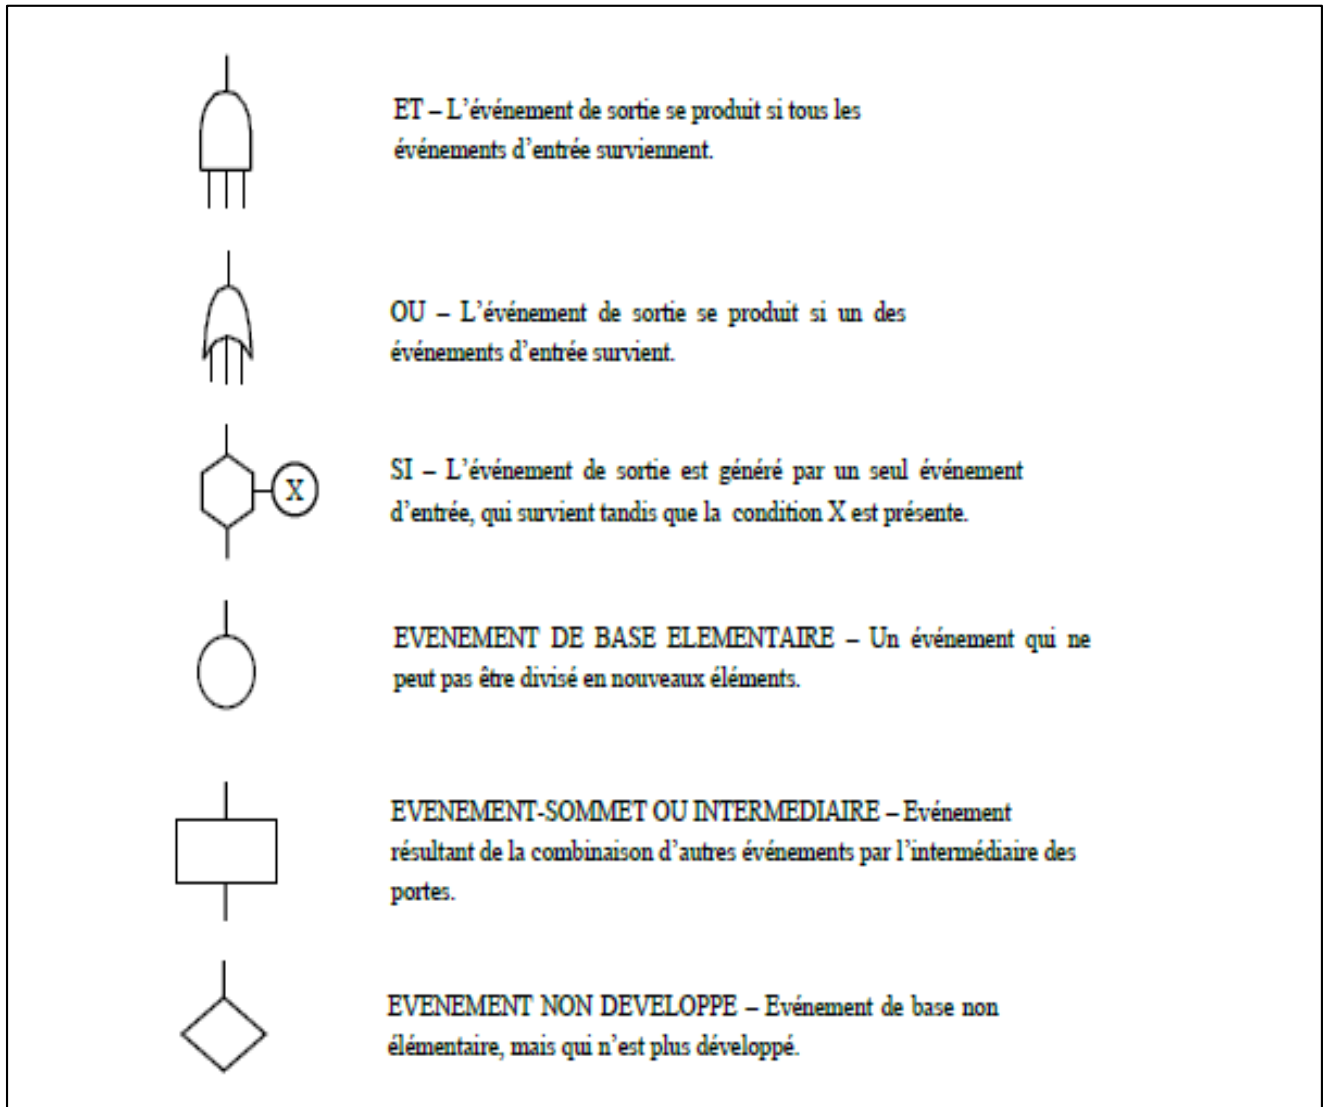 ET – L’événement de sortie se produit si tous les
événements d’entrée surviennent.
OU – L’événement de sortie se produit si un des
événements d’entrée survient.
X
SI – L’événement de sortie est généré par un seul événement
d’entrée, qui survient tandis que la condition X est présente.
EVENEMENT DE BASE ELEMENTAIRE – Un événement qui ne
peut pas être divisé en nouveaux éléments.
EVENEMENT-SOMMET OU INTERMEDIAIRE – Evénement
résultant de la combinaison d’autres événements par l’intermédiaire des
portes.
EVENEMENT NON DEVELOPPE – Evénement de base non
élémentaire, mais qui n’est plus développé.